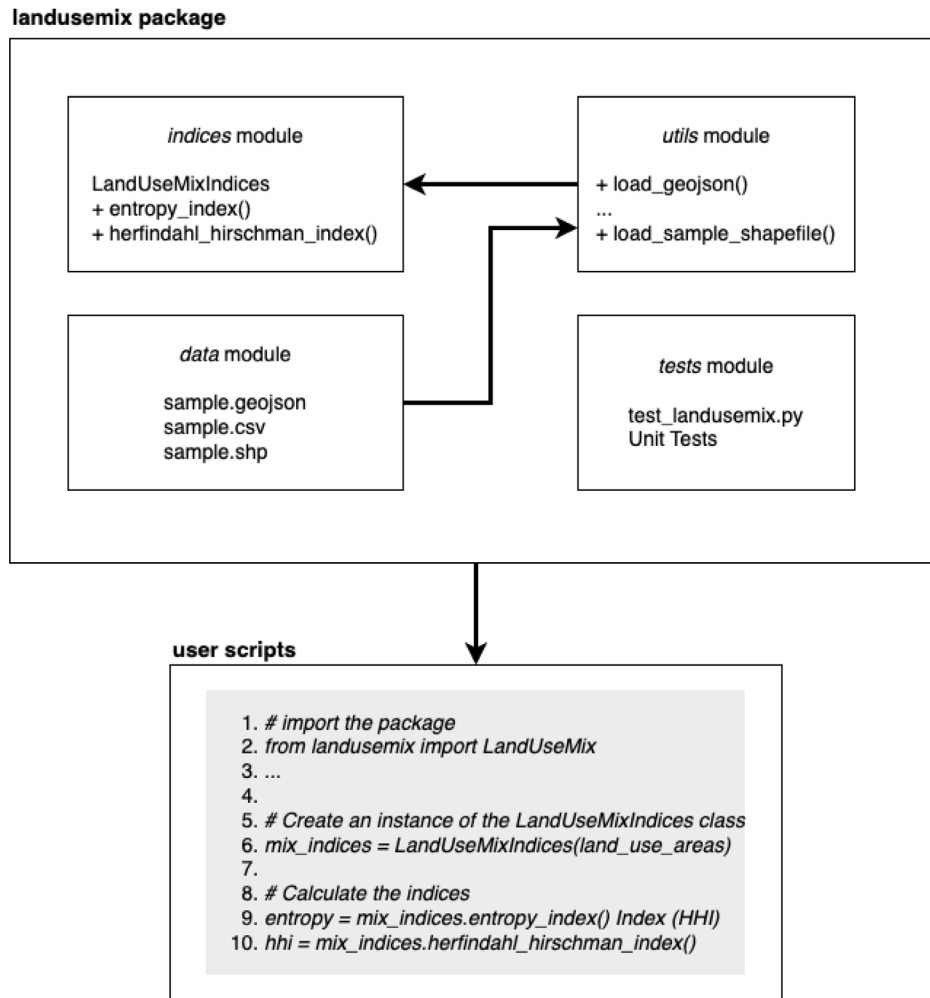 landusemix package
indices module
LandUseMixIndices
+ entropy_index()
+ herfindahl_hirschman_index()
utils module
+ load_geojson()
...
+ load_sample_shapefile()
data module
sample.geojson
sample.csv
sample.shp
tests module
test_landusemix.py
Unit Tests
user scripts
1. # import the package
2. from landusemix import LandUseMix
3. ...
4.
5. # Create an instance of the LandUseMixIndices class
6. mix_indices = LandUseMixIndices(land_use_areas)
7.
8. # Calculate the indices
9. entropy = mix_indices.entropy_index() Index (HHI)
10. hhi = mix_indices.herfindahl_hirschman_index()